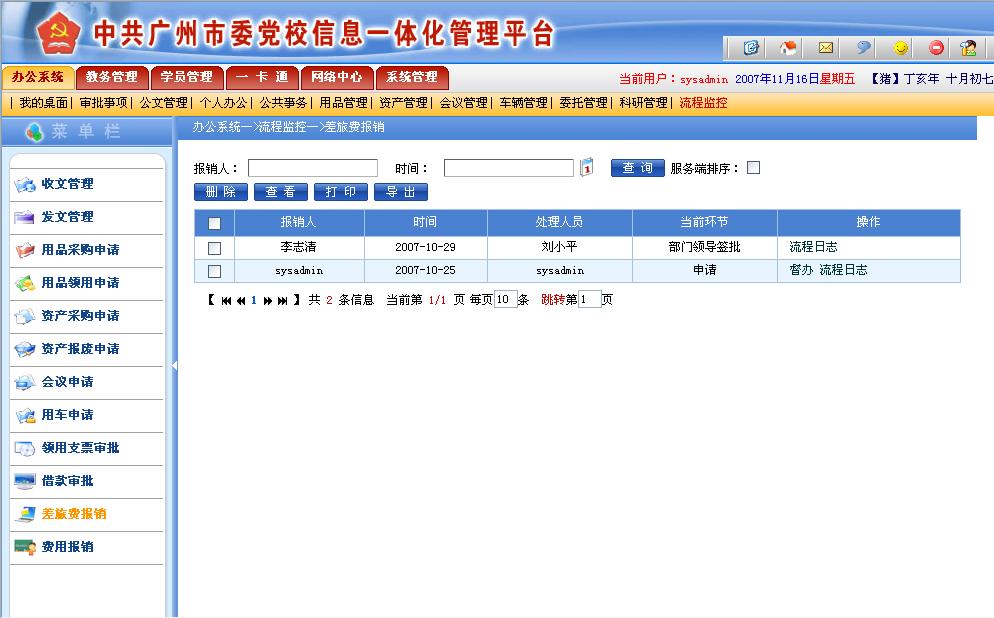 中共广州市委党校信息一体化管理平台
办公系统 教务管理 学员管理 一 卡 通 网络中心 系统管理 当前用户：sysadmin 2007年11月16日星期五 【猪】丁亥年 十月初七
| 我的桌面| 审批事项| 公文管理| 个人办公| 公共事务| 用品管理| 资产管理| 会议管理| 车辆管理| 委托管理| 科研管理| 流程监控
菜 单 栏
办公系统—>流程监控—>差旅费报销
收文管理
发文管理
用品采购申请
用品领用申请
资产采购申请
资产报废申请
会议申请
用车申请
领用支票审批
借款审批
差旅费报销
费用报销
报销人： 时间： 查 询 服务端排序：
删 除 查 看 打 印 导 出
报销人 时间 处理人员 当前环节 操作
李志清 2007-10-29 刘小平 部门领导签批 流程日志
sysadmin 2007-10-25 sysadmin 申请 督办 流程日志
【 1 】 共 2 条信息 当前第 1/1 页 每页10条 跳转第1页